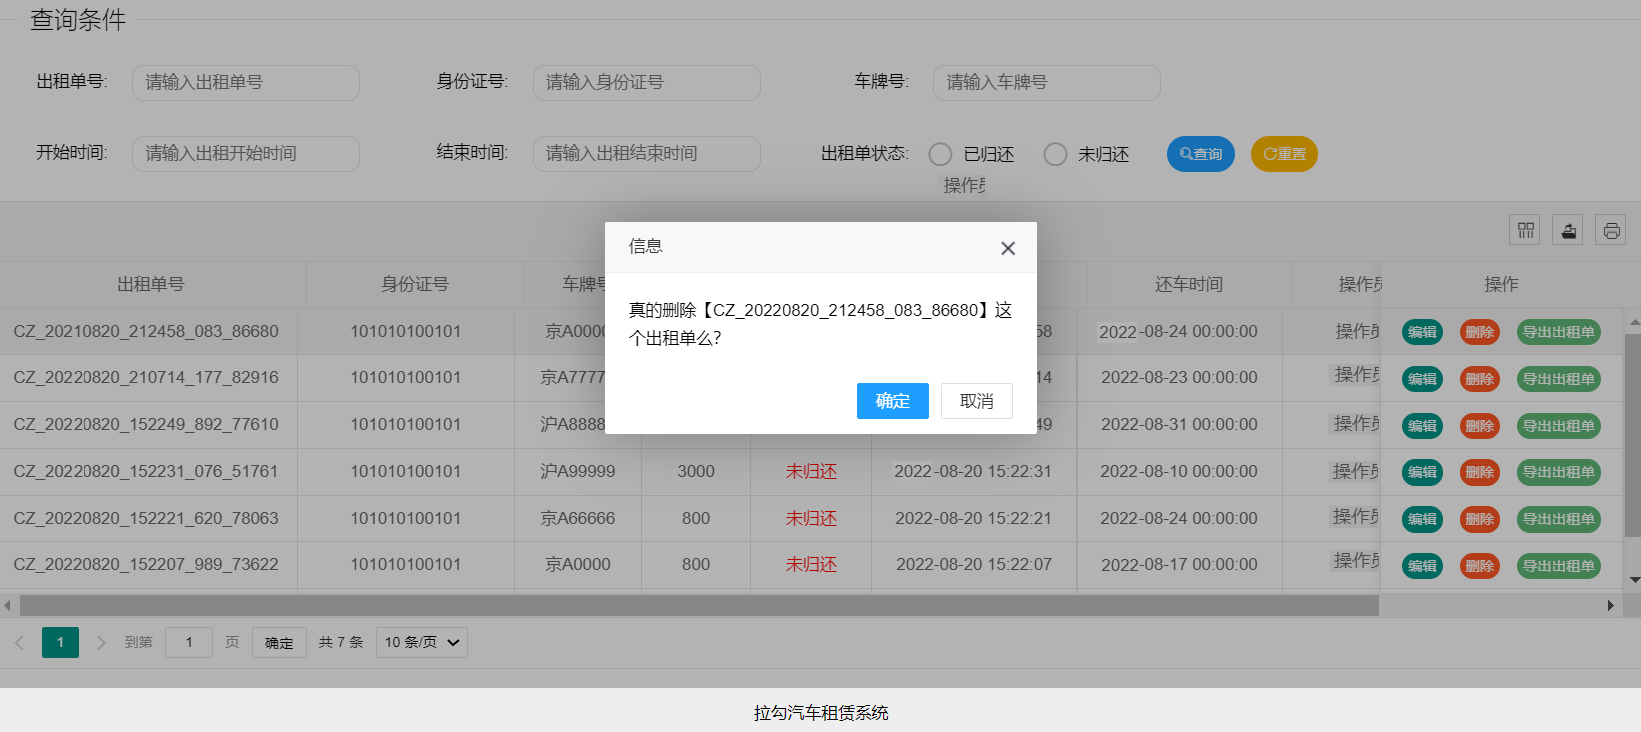 查询条件
出租单号: 请输入出租单号 身份证号: 请输入身份证号 车牌号: 请输入车牌号
开始时间: 请输入出租开始时间 结束时间: 请输入出租结束时间 出租单状态: 已归还 未归还 查询 重置
操作员
信息
真的删除【CZ_20220820_212458_083_86680】这
个出租单么?
确定 取消
出租单号 身份证号 车牌号 还车时间 操作员 操作
CZ_20210820_212458_083_86680 101010100101 京A0000 58 2022-08-24 00:00:00 操作员 编辑 删除 导出出租单
CZ_20220820_210714_177_82916 101010100101 京A7777 14 2022-08-23 00:00:00 操作员 编辑 删除 导出出租单
CZ_20220820_152249_892_77610 101010100101 沪A8888 49 2022-08-31 00:00:00 操作员 编辑 删除 导出出租单
CZ_20220820_152231_076_51761 101010100101 沪A99999 3000 未归还 2022-08-20 15:22:31 2022-08-10 00:00:00 操作员 编辑 删除 导出出租单
CZ_20220820_152221_620_78063 101010100101 京A66666 800 未归还 2022-08-20 15:22:21 2022-08-24 00:00:00 操作员 编辑 删除 导出出租单
CZ_20220820_152207_989_73622 101010100101 京A0000 800 未归还 2022-08-20 15:22:07 2022-08-17 00:00:00 操作员 编辑 删除 导出出租单
1 到第 1 页 确定 共 7 条 10 条/页
拉勾汽车租赁系统